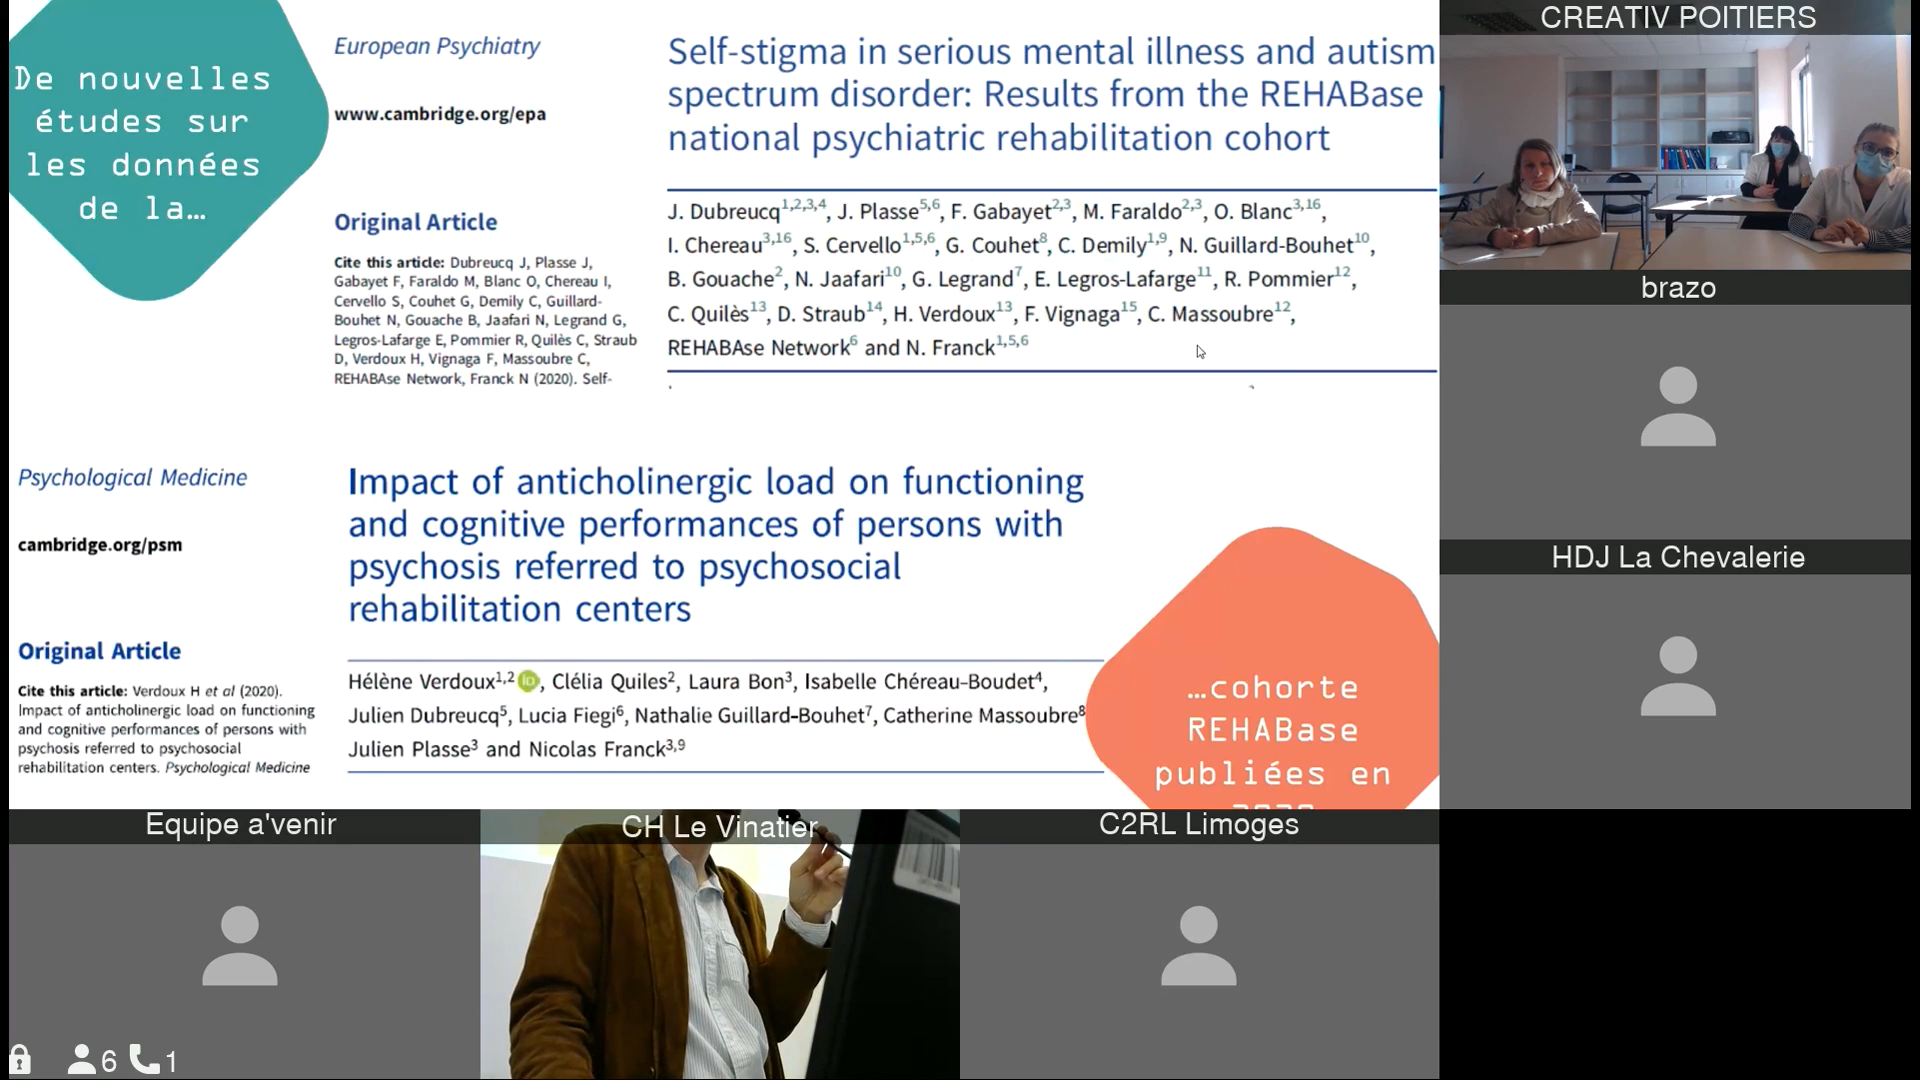 De nouvelles
études sur
les données
de la…
European Psychiatry
www.cambridge.org/epa
Original Article
Cite this article: Dubreucq J, Plasse J,
Gabayet F, Faraldo M, Blanc O, Chereau I,
Cervello S, Couhet G, Demily C, Guillard-
Bouhet N, Gouache B, Jaafari N, Legrand G,
Legros-Lafarge E, Pommier R, Quilès C, Straub
D, Verdoux H, Vignaga F, Massoubre C,
REHABAse Network, Franck N (2020). Self-
Self-stigma in serious mental illness and autism
spectrum disorder: Results from the REHABase
national psychiatric rehabilitation cohort
J. Dubreucq1,2,3,4, J. Plasse5,6, F. Gabayet2,3, M. Faraldo2,3, O. Blanc3,16,
I. Chereau3,16, S. Cervello1,5,6, G. Couhet8, C. Demily1,9, N. Guillard-Bouhet10,
B. Gouache2, N. Jaafari10, G. Legrand7, E. Legros-Lafarge11, R. Pommier12,
C. Quilès13, D. Straub14, H. Verdoux13, F. Vignaga15, C. Massoubre12,
REHABAse Network6 and N. Franck1,5,6
Psychological Medicine
cambridge.org/psm
Original Article
Cite this article: Verdoux H et al (2020).
Impact of anticholinergic load on functioning
and cognitive performances of persons with
psychosis referred to psychosocial
rehabilitation centers. Psychological Medicine
Impact of anticholinergic load on functioning
and cognitive performances of persons with
psychosis referred to psychosocial
rehabilitation centers
Hélène Verdoux1,2 iD, Clélia Quiles2, Laura Bon3, Isabelle Chéreau-Boudet4,
Julien Dubreucq5, Lucia Fiegi6, Nathalie Guillard-Bouhet7, Catherine Massoubre8
Julien Plasse3 and Nicolas Franck3,9
…cohorte
REHABase
publiées en
CREATIV POITIERS
brazo
HDJ La Chevalerie
Equipe a'venir
CH Le Vinatier
C2RL Limoges
6 1